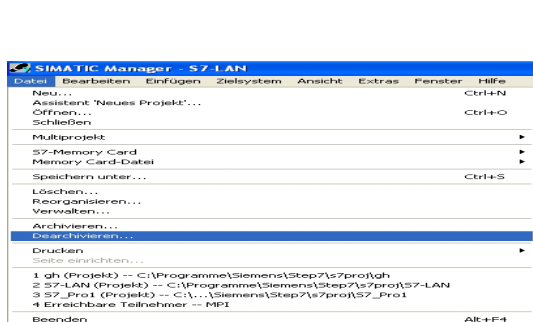 SIMATIC Manager - S7-LAN
Datei Bearbeiten Einfügen Zielsystem Ansicht Extras Fenster Hilfe
Neu... Ctrl+N
Assistent 'Neues Projekt'...
Öffnen... Ctrl+O
Schließen
Multiprojekt
S7-Memory Card
Memory Card-Datei
Speichern unter... Ctrl+S
Löschen...
Reorganisieren...
Verwalten...
Archivieren...
Dearchivieren...
Drucken
Seite einrichten...
1 gh (Projekt) -- C:\Programme\Siemens\Step7\s7proj\gh
2 S7-LAN (Projekt) -- C:\Programme\Siemens\Step7\s7proj\S7-LAN
3 S7_Pro1 (Projekt) -- C:\...\Siemens\Step7\s7proj\S7_Pro1
4 Erreichbare Teilnehmer -- MPI
Beenden Alt+F4